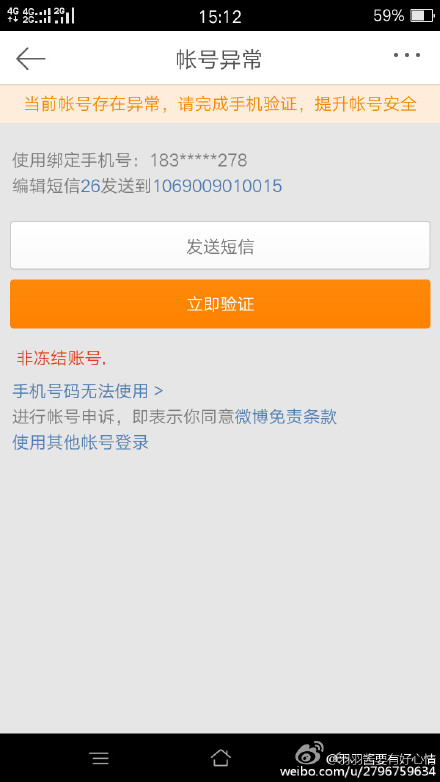 4G 4G 2G 2G 15:12 59%
帐号异常
当前帐号存在异常，请完成手机验证，提升帐号安全
使用绑定手机号：183*****278
编辑短信26发送到1069009010015
发送短信
立即验证
非冻结账号.
手机号码无法使用 >
进行帐号申诉，即表示你同意微博免责条款
使用其他帐号登录
@羽羽酱要有好心情
weibo.com/u/2796759634